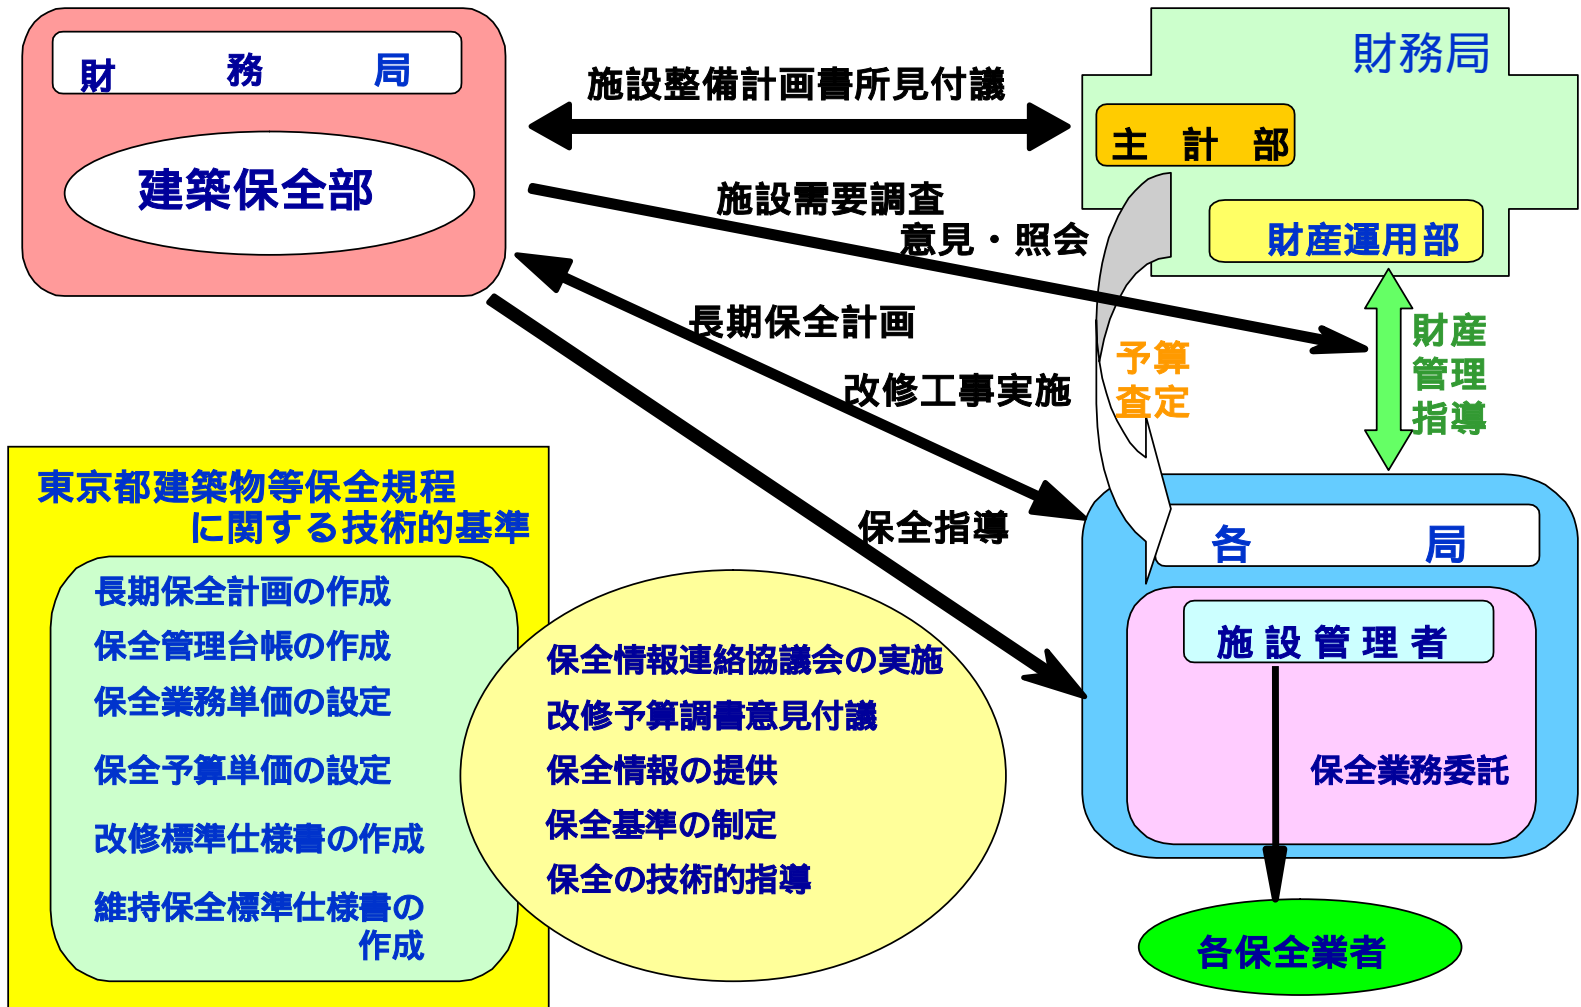 財務局
建築保全部
施設整備計画書所見付議
財務局
主計部
財産運用部
施設需要調査
意見・照会
長期保全計画
改修工事実施
保全指導
予算
査定
財産
管理
指導
東京都建築物等保全規程
に関する技術的基準
長期保全計画の作成
保全管理台帳の作成
保全業務単価の設定
保全予算単価の設定
改修標準仕様書の作成
維持保全標準仕様書の
作成
保全情報連絡協議会の実施
改修予算調書意見付議
保全情報の提供
保全基準の制定
保全の技術的指導
各局
施設管理者
保全業務委託
各保全業者